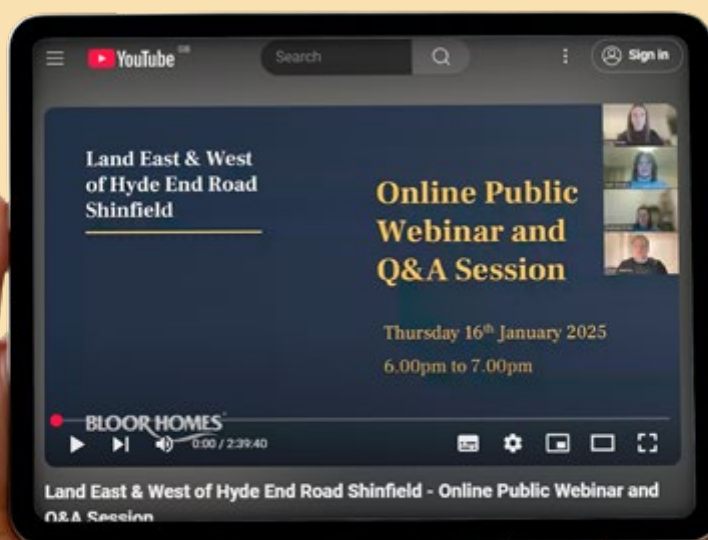 YouTube GB
Search
Sign in
Land East & West
of Hyde End Road
Shinfield
Online Public
Webinar and
Q&A Session
Thursday 16th January 2025
6.00pm to 7.00pm
BLOOR HOMES
0:00 / 2:39:40
Land East & West of Hyde End Road Shinfield - Online Public Webinar and
Q&A Session